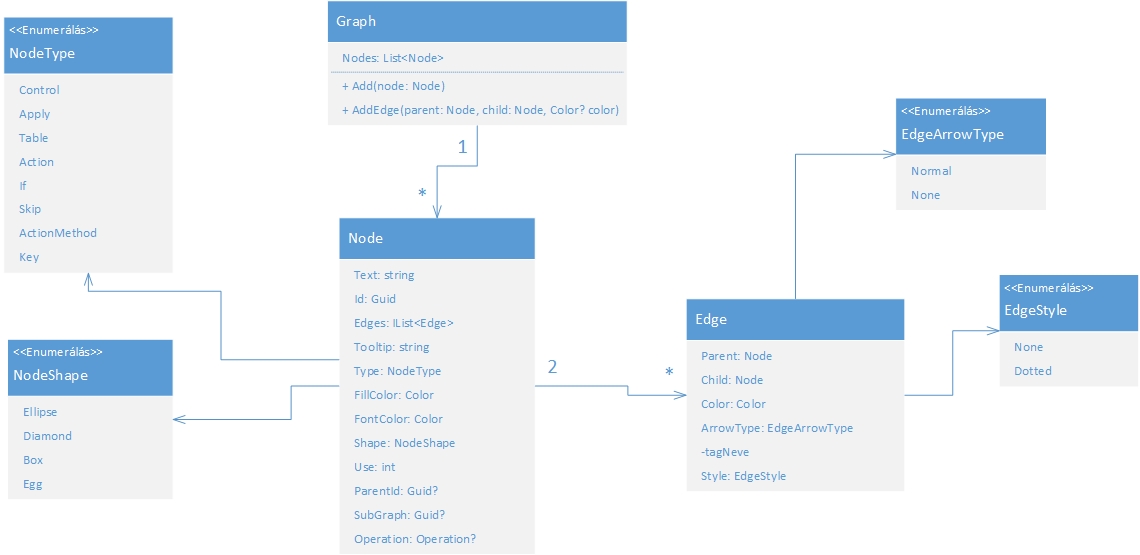 <<Enumerálás>>
NodeType
Control
Apply
Table
Action
If
Skip
ActionMethod
Key
Graph
Nodes: List<Node>
+ Add(node: Node)
+ AddEdge(parent: Node, child: Node, Color? color)
1
*
<<Enumerálás>>
EdgeArrowType
Normal
None
Node
Text: string
Id: Guid
Edges: IList<Edge>
Tooltip: string
Type: NodeType
FillColor: Color
FontColor: Color
Shape: NodeShape
Use: int
ParentId: Guid?
SubGraph: Guid?
Operation: Operation?
<<Enumerálás>>
NodeShape
Ellipse
Diamond
Box
Egg
2
*
Edge
Parent: Node
Child: Node
Color: Color
ArrowType: EdgeArrowType
-tagNeve
Style: EdgeStyle
<<Enumerálás>>
EdgeStyle
None
Dotted